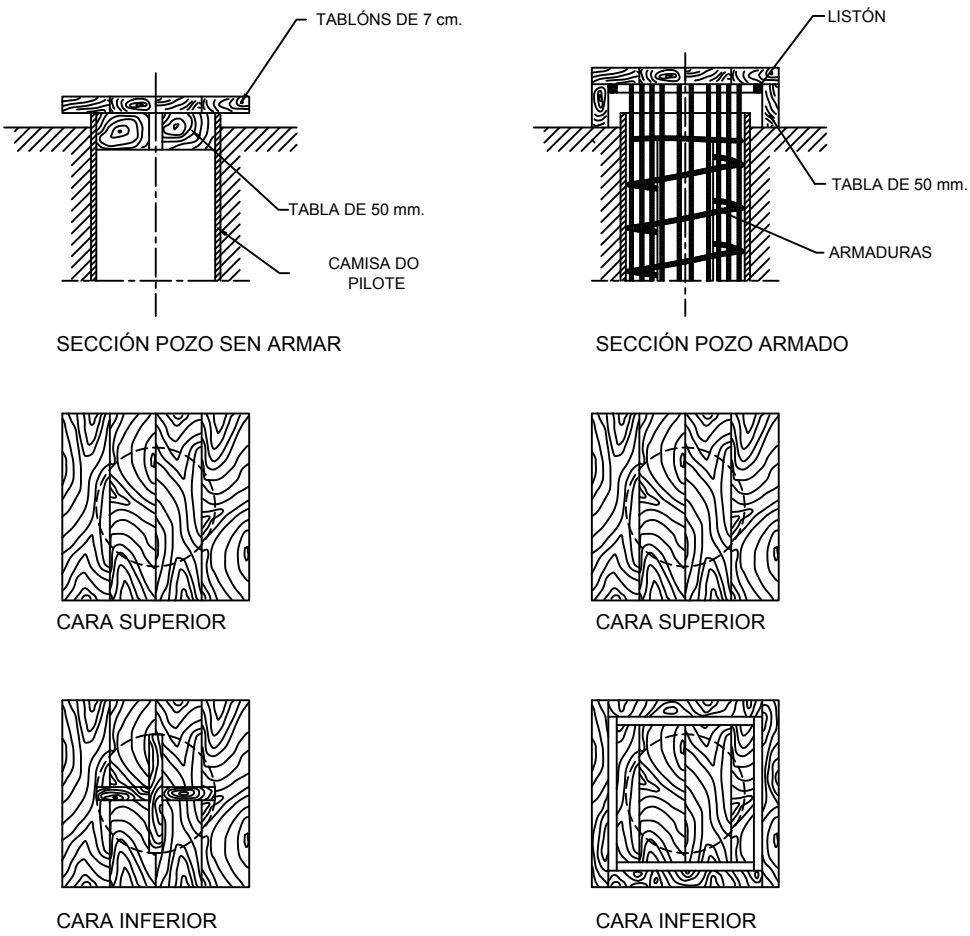 TABLÓNS DE 7 cm.
TABLA DE 50 mm.
CAMISA DO
PILOTE
SECCIÓN POZO SEN ARMAR
LISTÓN
TABLA DE 50 mm.
ARMADURAS
SECCIÓN POZO ARMADO
CARA SUPERIOR
CARA SUPERIOR
CARA INFERIOR
CARA INFERIOR